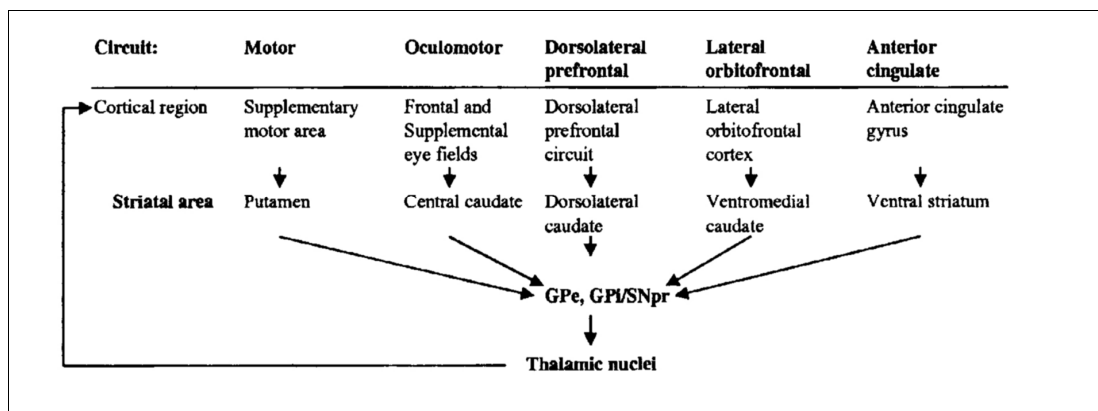 Circuit: Motor Oculomotor Dorsolateral Lateral Anterior
prefrontal orbitofrontal cingulate
Cortical region Supplementary Frontal and Dorsolateral Lateral Anterior cingulate
motor area Supplemental prefrontal orbitofrontal gyrus
eye fields circuit cortex
Striatal area Putamen Central caudate Dorsolateral Ventromedial Ventral striatum
caudate caudate
GPe, GPi/SNpr
Thalamic nuclei